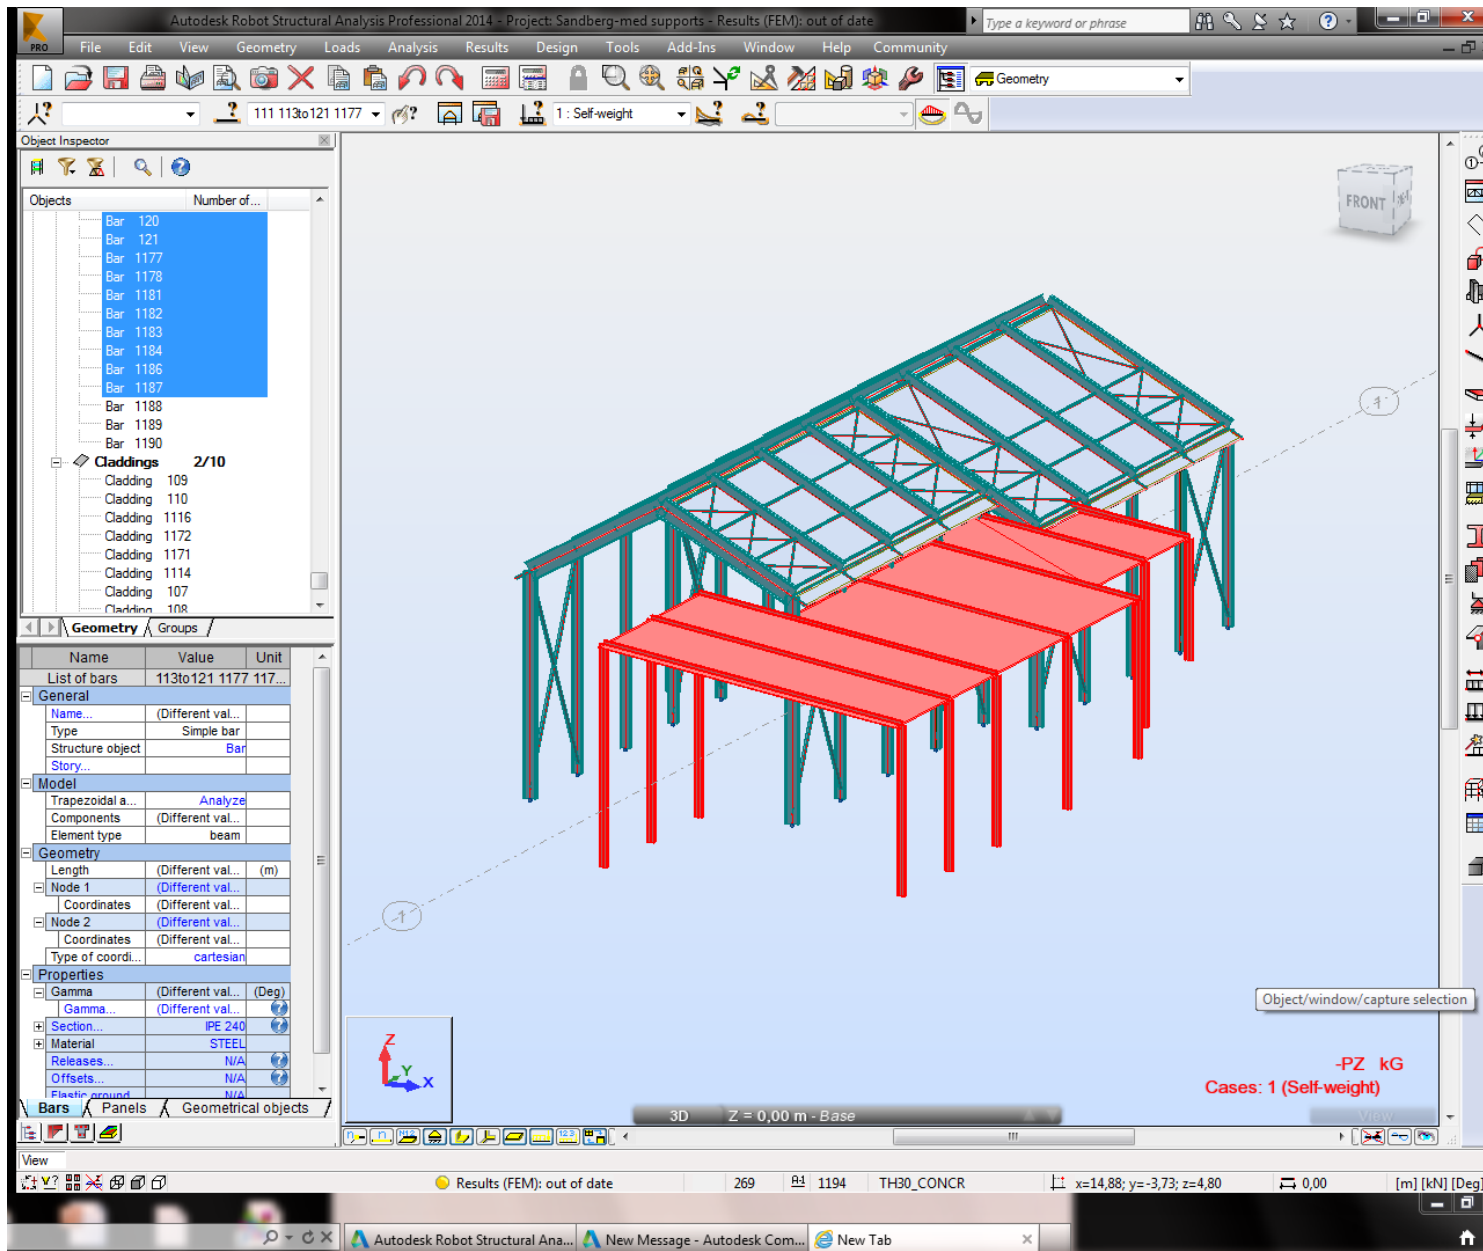 Autodesk Robot Structural Analysis Professional 2014 - Project: Sandberg-med supports - Results (FEM): out of date
Type a keyword or phrase
PRO
File Edit View Geometry Loads Analysis Results Design Tools Add-Ins Window Help Community
Geometry
111 113to121 1177
1 : Self-weight
Object Inspector
Objects Number of...
Bar 120
Bar 121
Bar 1177
Bar 1178
Bar 1181
Bar 1182
Bar 1183
Bar 1184
Bar 1186
Bar 1187
Bar 1188
Bar 1189
Bar 1190
Claddings 2/10
Cladding 109
Cladding 110
Cladding 1116
Cladding 1172
Cladding 1171
Cladding 1114
Cladding 107
Cladding 108
Geometry Groups
FRONT
Name Value Unit
List of bars 113to121 1177 117...
General
Name... (Different val...
Type Simple bar
Structure object Bar
Story...
Model
Trapezoidal a... Analyze
Components (Different val...
Element type beam
Geometry
Length (Different val... (m)
Node 1 (Different val...
Coordinates (Different val...
Node 2 (Different val...
Coordinates (Different val...
Type of coordi... cartesian
Properties
Gamma (Different val... (Deg)
Gamma... (Different val...
Section... IPE 240
Material STEEL
Releases... N/A
Offsets... N/A
Elastic ground N/A
Bars Panels Geometrical objects
Z
Y
X
Object/window/capture selection
-PZ kG
Cases: 1 (Self-weight)
3D Z = 0,00 m - Base
View
View
Results (FEM): out of date 269 1194 TH30_CONCR x=14,88; y=-3,73; z=4,80 0,00 [m] [kN] [Deg]
Autodesk Robot Structural Ana... New Message - Autodesk Com... New Tab